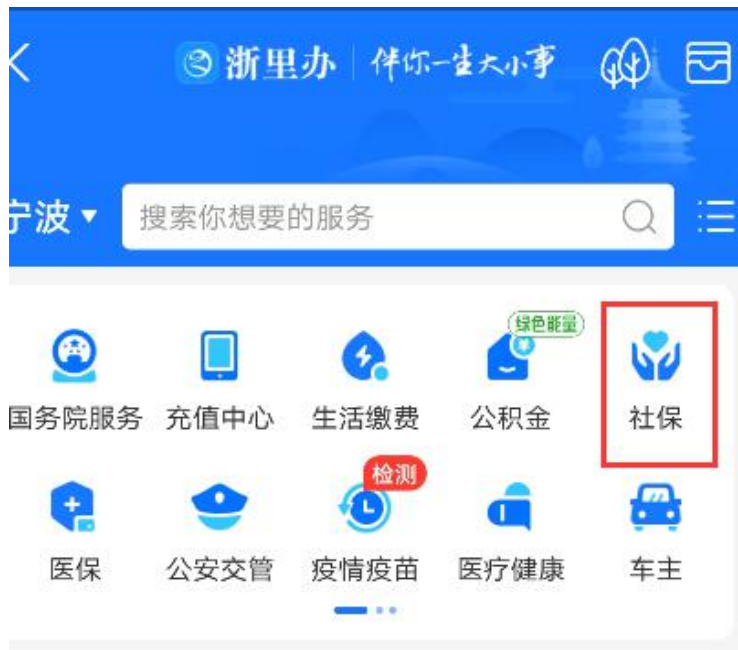 浙里办 伴你一生大小事
宁波 搜索你想要的服务
绿色能量
国务院服务 充值中心 生活缴费 公积金 社保
检测
医保 公安交管 疫情疫苗 医疗健康 车主